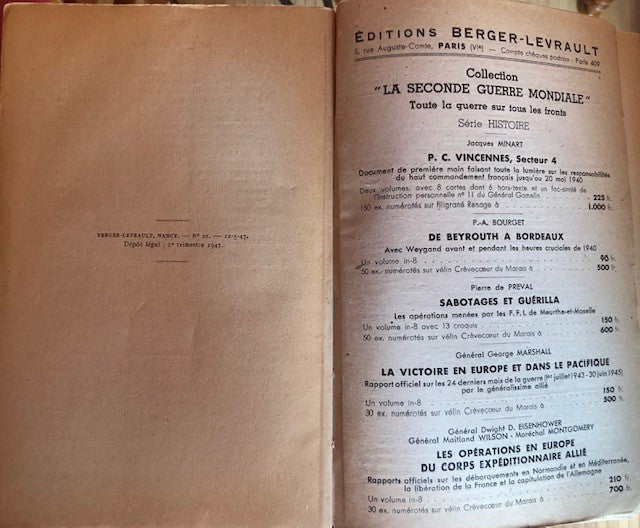 BERGER-LEVRAULT, NANCY. — N° 21. — 10-5-47.
Dépôt légal : 1er trimestre 1947.
ÉDITIONS BERGER-LEVRAULT
5, rue Auguste-Comte, PARIS (VIe) — Compte chèques postaux : Paris 409
Collection
"LA SECONDE GUERRE MONDIALE"
Toute la guerre sur tous les fronts
Série HISTOIRE
Jacques MINART
P. C. VINCENNES, Secteur 4
Document de première main faisant toute la lumière sur les responsabilités
du haut commandement français jusqu'au 20 mai 1940
Deux volumes, avec 8 cartes dont 6 hors-texte et un fac-similé de
l'Instruction personnelle n° 11 du Général Gamelin . . . 225 fr.
150 ex. numérotés sur filigrané Renage à . . . 1.000 fr.
P.-A. BOURGET
DE BEYROUTH A BORDEAUX
Avec Weygand avant et pendant les heures cruciales de 1940
Un volume in-8 . . . 90 fr.
50 ex. numérotés sur vélin Crèvecœur du Marais à . . . 500 fr.
Pierre de PREVAL
SABOTAGES ET GUÉRILLA
Les opérations menées par les F. F. I. de Meurthe-et-Moselle
Un volume in-8 avec 13 croquis . . . 150 fr.
50 ex. numérotés sur vélin Crèvecœur du Marais à . . . 600 fr.
Général George MARSHALL
LA VICTOIRE EN EUROPE ET DANS LE PACIFIQUE
Rapport officiel sur les 24 derniers mois de la guerre (1er juillet 1943 - 30 juin 1945)
par le généralissime allié
Un volume in-8 . . . 150 fr.
30 ex. numérotés sur vélin Crèvecœur du Marais à . . . 500 fr.
Général Dwight D. EISENHOWER
Général Maitland WILSON - Maréchal MONTGOMERY
LES OPÉRATIONS EN EUROPE
DU CORPS EXPÉDITIONNAIRE ALLIÉ
Rapports officiels sur les débarquements en Normandie et en Méditerranée,
la libération de la France et la capitulation de l'Allemagne
Un volume in-8 . . . 210 fr.
30 ex. numérotés sur vélin Crèvecœur du Marais à . . . 700 fr.